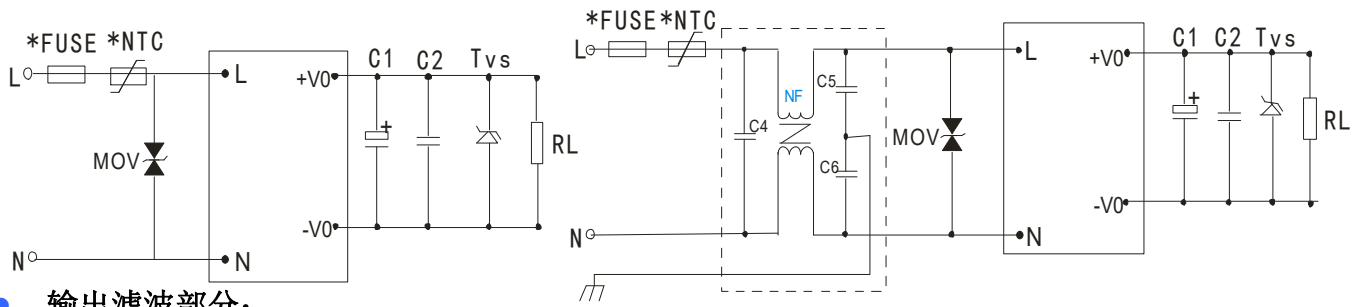 *FUSE *NTC
L
MOV
N
L
N
+V0
-V0
C1 C2 Tvs
+
RL
*FUSE *NTC
L
C4
NF
C5
C6
N
MOV
L
N
+V0
-V0
C1 C2 Tvs
+
RL
输出滤波部分: